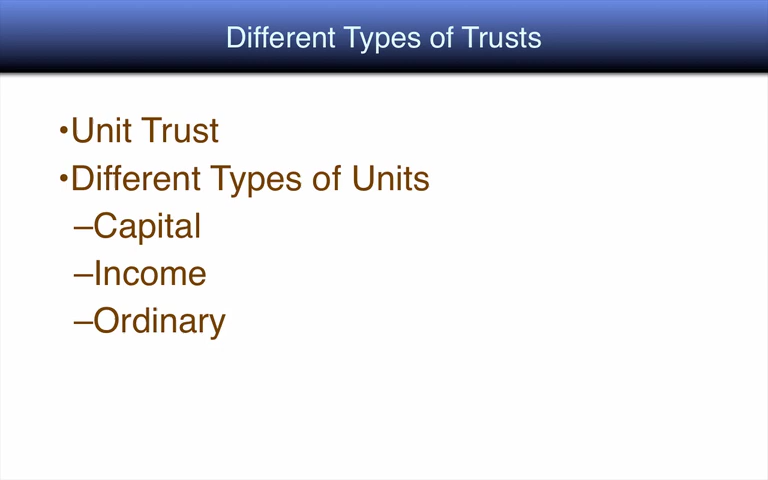 Different Types of Trusts
•Unit Trust
•Different Types of Units
–Capital
–Income
–Ordinary